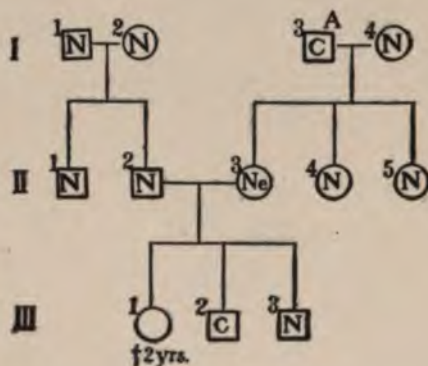 A
I 1 N 2 N 3 C 4 N
II 1 N 2 N 3 Ne 4 N 5 N
III 1 2 C 3 N
†2yrs.